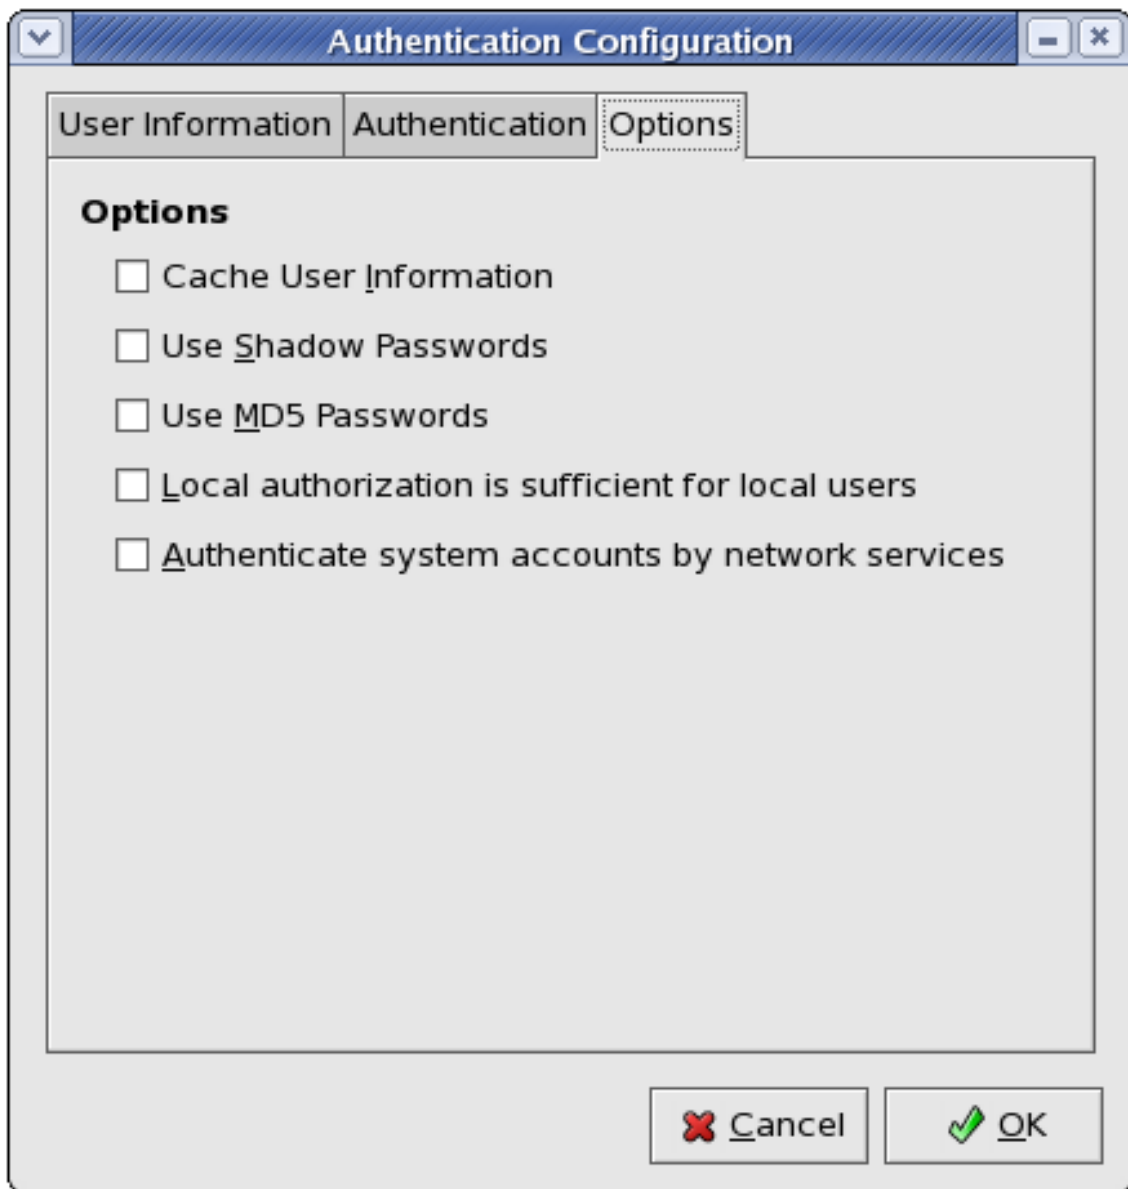 Authentication Configuration
User Information Authentication Options
Options
Cache User Information
Use Shadow Passwords
Use MD5 Passwords
Local authorization is sufficient for local users
Authenticate system accounts by network services
Cancel OK